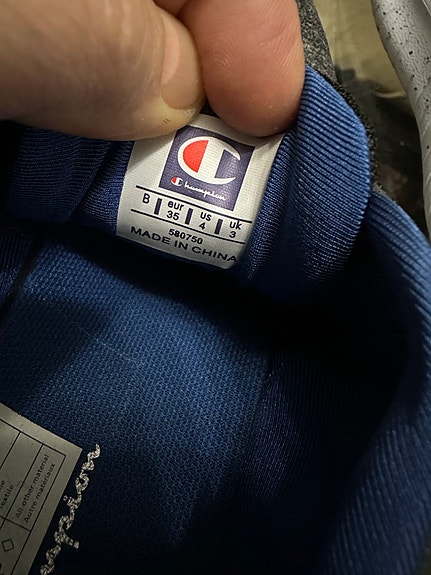 Champion
B eur 35 us 4 uk 3
580750
MADE IN CHINA
All other material
Autre matériaux